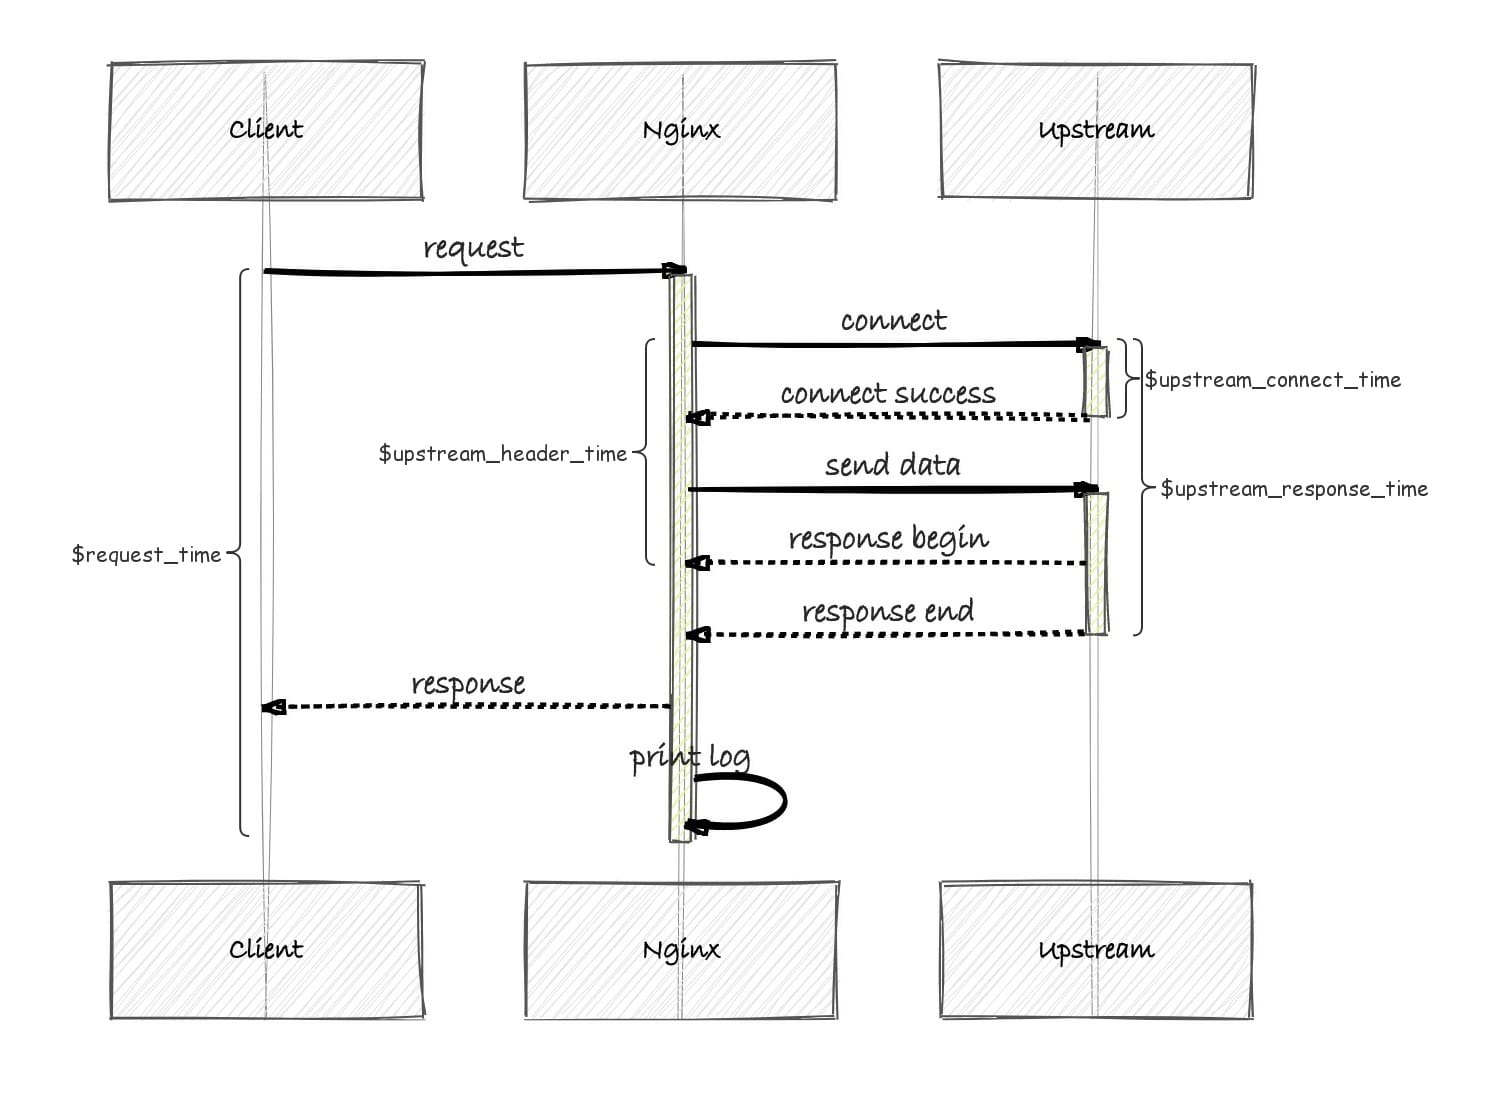 Client
Nginx
Upstream
request
connect
$upstream_connect_time
connect success
$upstream_header_time
send data
$upstream_response_time
response begin
$request_time
response end
response
print log
Client
Nginx
Upstream